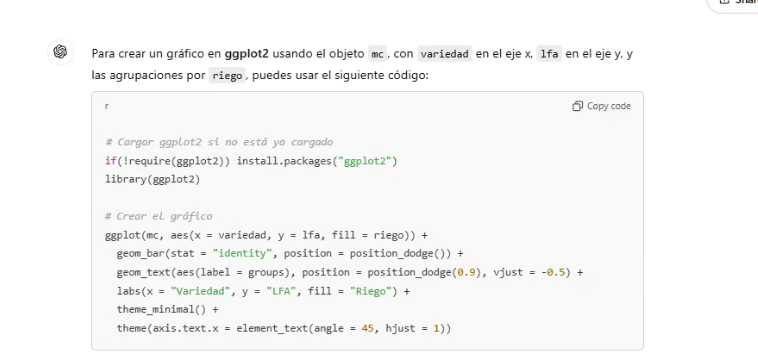 Share
Para crear un gráfico en ggplot2 usando el objeto mc, con variedad en el eje x, lfa en el eje y, y
las agrupaciones por riego, puedes usar el siguiente código:
r
Copy code
# Cargar ggplot2 si no está ya cargado
if(!require(ggplot2)) install.packages("ggplot2")
library(ggplot2)
# Crear el gráfico
ggplot(mc, aes(x = variedad, y = lfa, fill = riego)) +
geom_bar(stat = "identity", position = position_dodge()) +
geom_text(aes(label = groups), position = position_dodge(0.9), vjust = -0.5) +
labs(x = "Variedad", y = "LFA", fill = "Riego") +
theme_minimal() +
theme(axis.text.x = element_text(angle = 45, hjust = 1))